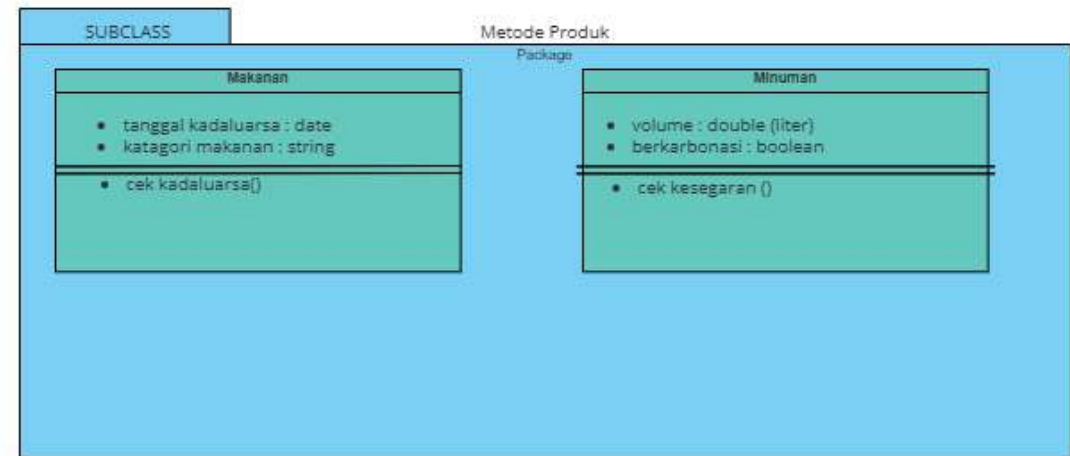 SUBCLASS
Metode Produk
Package
Makanan
• tanggal kadaluarsa : date
• katagori makanan : string
• cek kadaluarsa()
Minuman
• volume : double (liter)
• berkarbonasi : boolean
• cek kesegaran ()